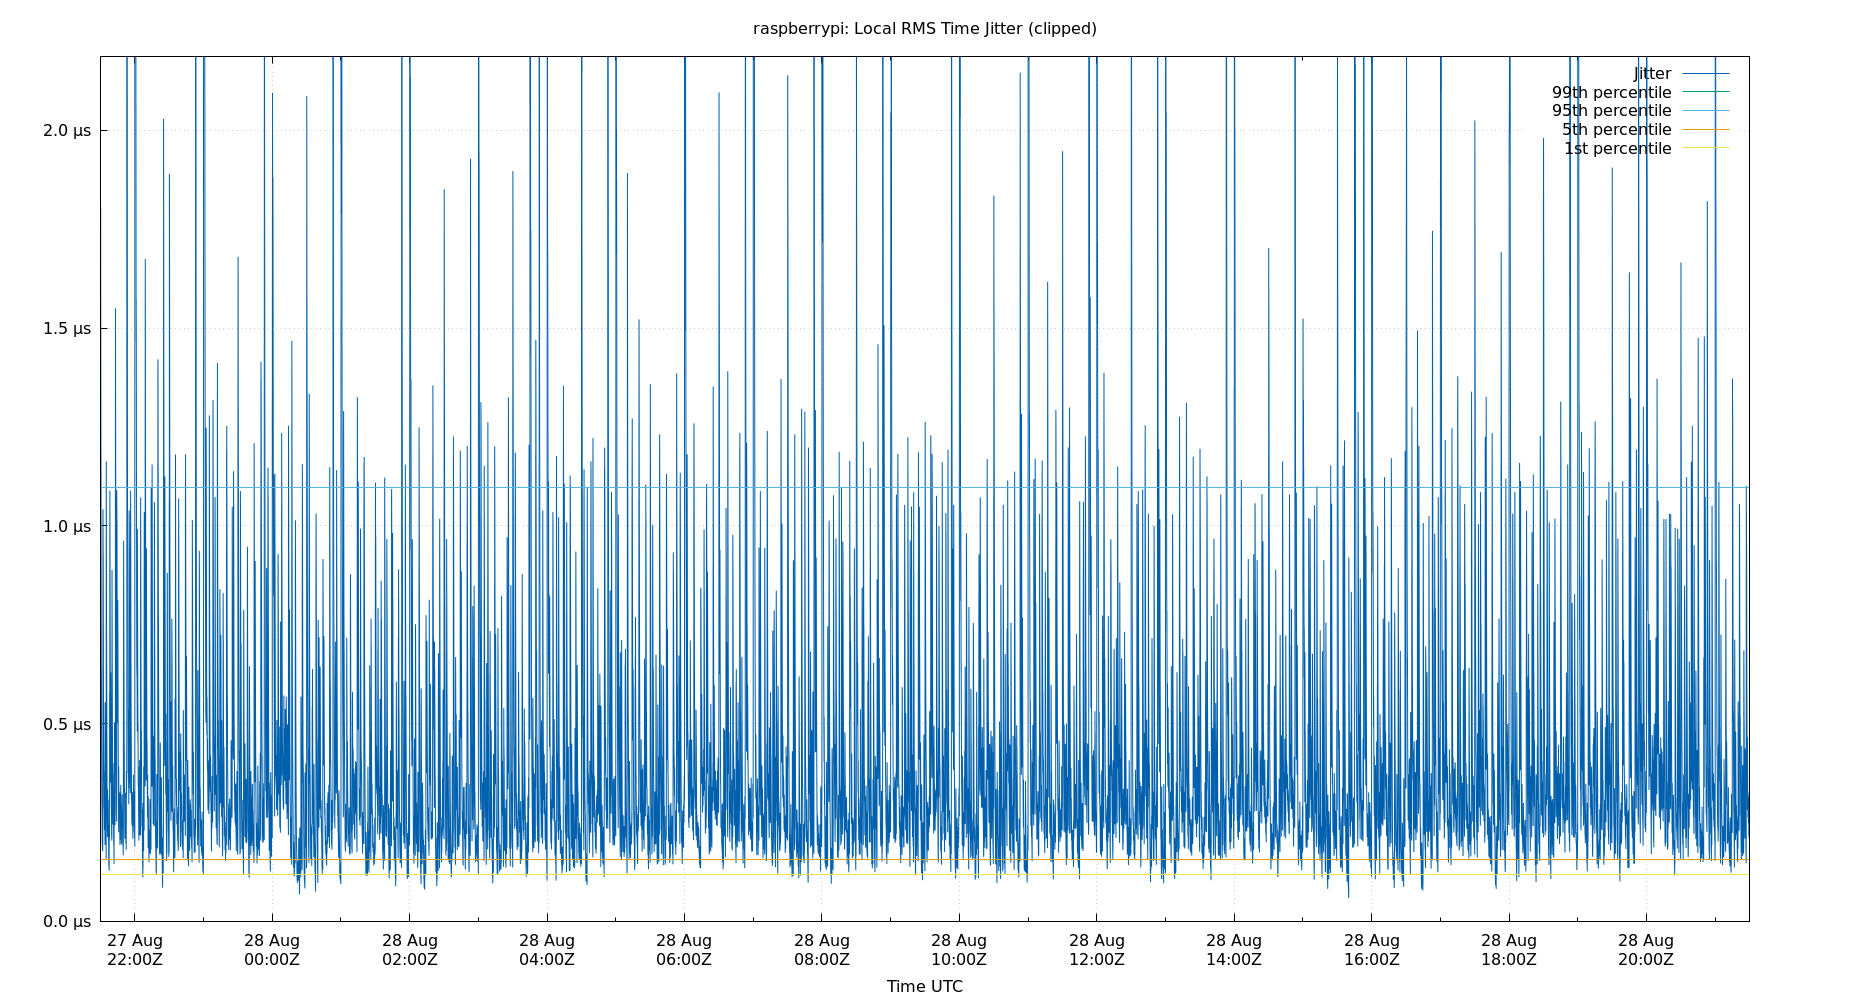 raspberrypi: Local RMS Time Jitter (clipped)
Jitter
99th percentile
95th percentile
5th percentile
1st percentile
2.0 µs
1.5 µs
1.0 µs
0.5 µs
0.0 µs
27 Aug 28 Aug 28 Aug 28 Aug 28 Aug 28 Aug 28 Aug 28 Aug 28 Aug 28 Aug 28 Aug 28 Aug
22:00Z 00:00Z 02:00Z 04:00Z 06:00Z 08:00Z 10:00Z 12:00Z 14:00Z 16:00Z 18:00Z 20:00Z
Time UTC